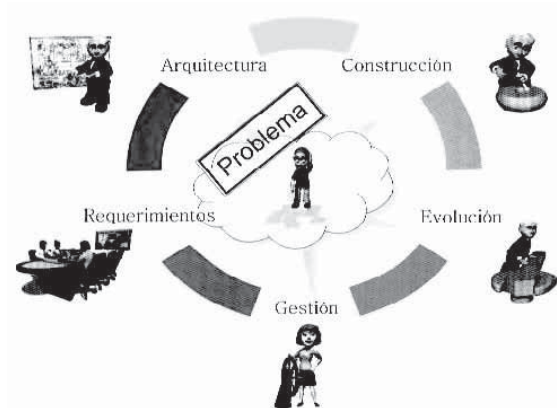 Arquitectura
Construcción
Problema
Requerimientos
Evolución
Gestión